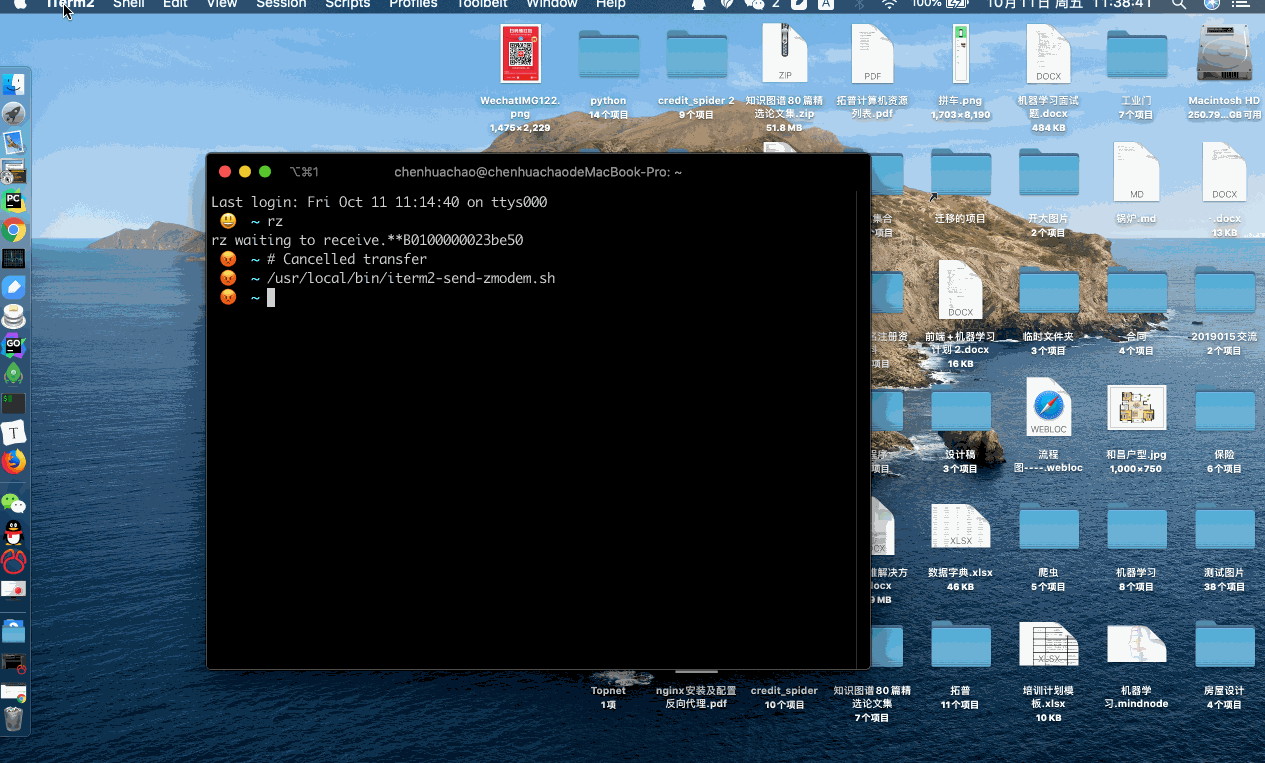 iTerm2 Shell Edit View Session Scripts Profiles Toolbelt Window Help 2 A 100% 10月11日 周五 11:38:41
WechatIMG122.
png
1,475×2,229
python
14个项目
credit_spider 2
9个项目
ZIP
知识图谱80篇精
选论文集.zip
51.8 MB
PDF
拓普计算机资源
列表.pdf
拼车.png
1,703×8,190
DOCX
机器学习面试
题.docx
484 KB
工业门
7个项目
Macintosh HD
250.79...GB可用
⌥⌘1 chenhuachao@chenhuachaodeMacBook-Pro: ~
Last login: Fri Oct 11 11:14:40 on ttys000
😃 ~ rz
rz waiting to receive.**B0100000023be50
😡 ~ # Cancelled transfer
😡 ~ /usr/local/bin/iterm2-send-zmodem.sh
😡 ~
集合
项目
迁移的项目
开大图片
2个项目
MD
锅炉.md
DOCX
-.docx
13 KB
注册资
项目
DOCX
前端+机器学习
计划 2.docx
16 KB
临时文件夹
3个项目
合同
4个项目
2019015交流
2个项目
程序
项目
设计稿
3个项目
WEBLOC
流程
图----.webloc
和昌户型.jpg
1,000×750
保险
6个项目
解决方
ocx
9 MB
XLSX
数据字典.xlsx
46 KB
爬虫
5个项目
机器学习
8个项目
测试图片
38个项目
Topnet
1项
nginx安装及配置
反向代理.pdf
credit_spider
10个项目
知识图谱80篇精
选论文集
7个项目
拓普
11个项目
XLSX
培训计划模
板.xlsx
10 KB
机器学
习.mindnode
房屋设计
4个项目
PC
GO
T